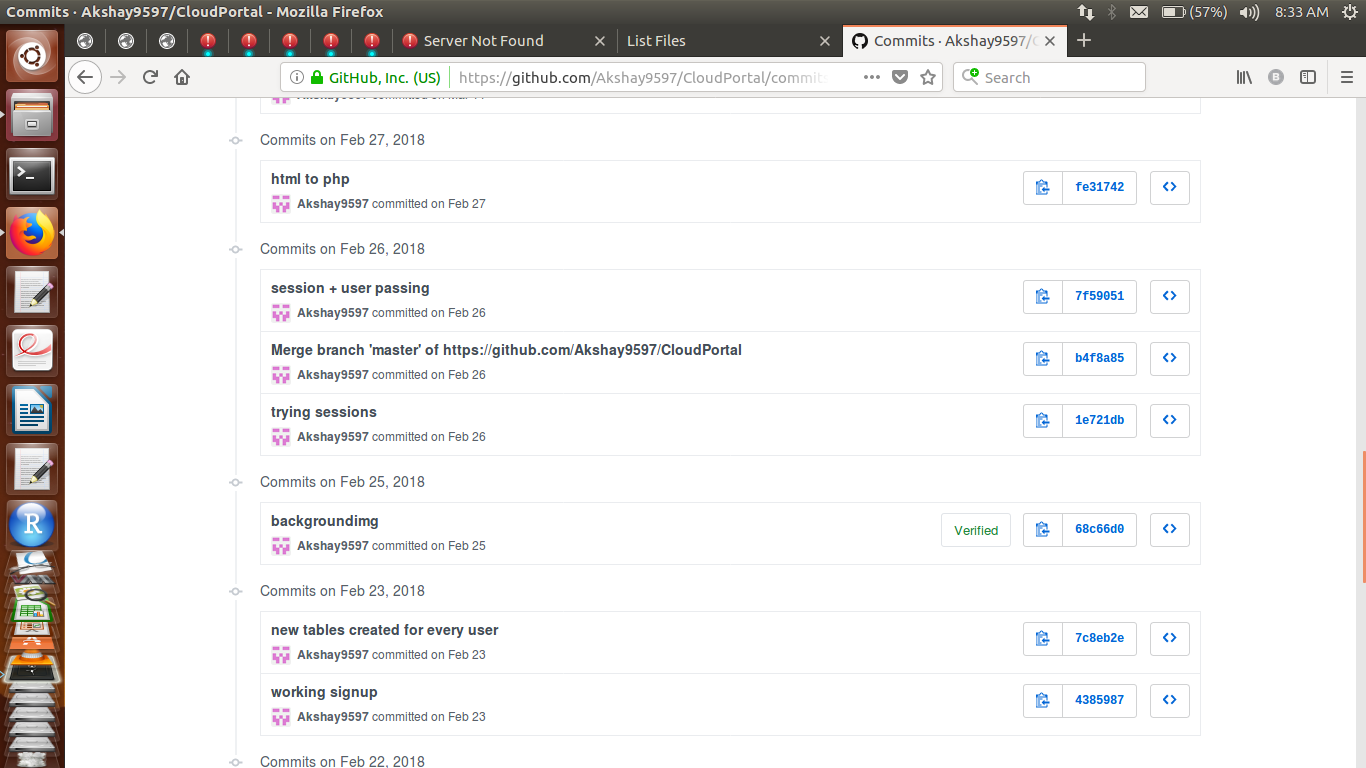 Commits · Akshay9597/CloudPortal - Mozilla Firefox
(57%)
8:33 AM
Server Not Found
List Files
Commits · Akshay9597/C
GitHub, Inc. (US)
https://github.com/Akshay9597/CloudPortal/commits
Search
Commits on Feb 27, 2018
html to php
fe31742
Akshay9597 committed on Feb 27
Commits on Feb 26, 2018
session + user passing
7f59051
Akshay9597 committed on Feb 26
Merge branch 'master' of https://github.com/Akshay9597/CloudPortal
b4f8a85
Akshay9597 committed on Feb 26
trying sessions
1e721db
Akshay9597 committed on Feb 26
Commits on Feb 25, 2018
backgroundimg
Verified
68c66d0
Akshay9597 committed on Feb 25
Commits on Feb 23, 2018
new tables created for every user
7c8eb2e
Akshay9597 committed on Feb 23
working signup
4385987
Akshay9597 committed on Feb 23
Commits on Feb 22, 2018